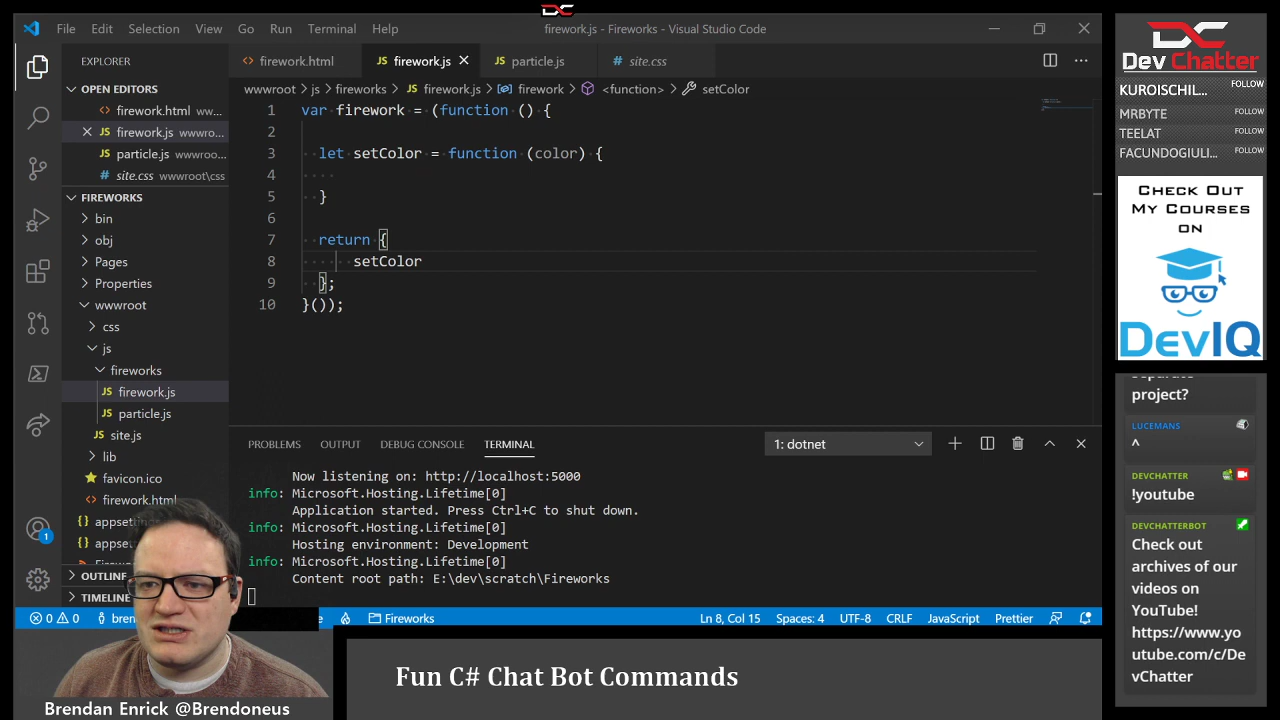 File Edit Selection View Go Run Terminal Help firework.js - Fireworks - Visual Studio Code
EXPLORER
OPEN EDITORS
firework.html ww...
firework.js wwwro...
particle.js wwwroo...
site.css wwwroot\css
FIREWORKS
bin
obj
Pages
Properties
wwwroot
css
js
fireworks
firework.js
particle.js
site.js
lib
favicon.ico
firework.html
OUTLINE
TIMELINE
1
firework.html firework.js particle.js site.css
wwwroot > js > fireworks > JS firework.js > firework > <function> > setColor
1 var firework = (function () {
2
3 let setColor = function (color) {
4
5 }
6
7 return {
8 setColor
9 };
10 }());
PROBLEMS OUTPUT DEBUG CONSOLE TERMINAL 1: dotnet
Now listening on: http://localhost:5000
info: Microsoft.Hosting.Lifetime[0]
Application started. Press Ctrl+C to shut down.
info: Microsoft.Hosting.Lifetime[0]
Hosting environment: Development
info: Microsoft.Hosting.Lifetime[0]
Content root path: E:\dev\scratch\Fireworks
0 0 Fireworks Ln 8, Col 15 Spaces: 4 UTF-8 CRLF JavaScript Prettier
Fun C# Chat Bot Commands
Brendan Enrick @Brendoneus
DC
Dev Chatter
KUROISCHIL... FOLLOW
MRBYTE FOLLOW
TEELAT FOLLOW
FACUNDOGIULI... FOLLOW
CHECK OUT
MY COURSES
ON
DevIQ
project?
LUCEMANS
^
DEVCHATTER
!youtube
DEVCHATTERBOT
Check out
archives of our
videos on
YouTube!
https://www.yo
utube.com/c/De
vChatter